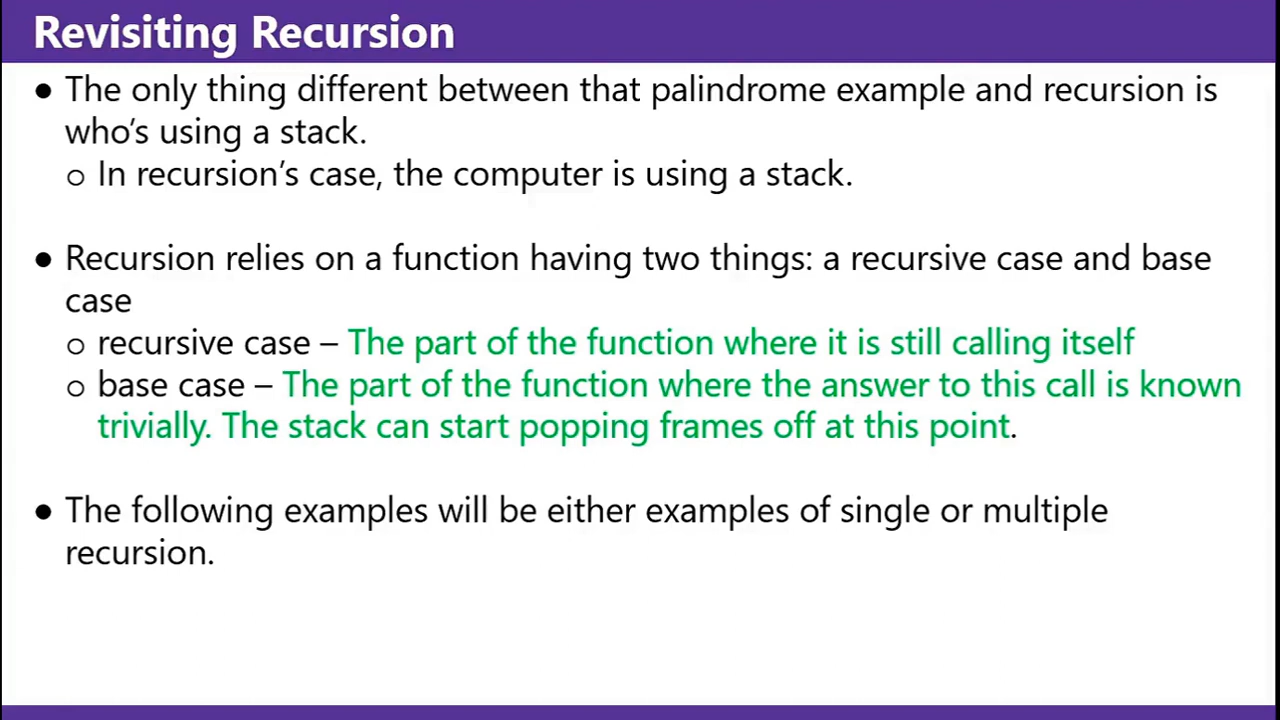 Revisiting Recursion
● The only thing different between that palindrome example and recursion is
who’s using a stack.
o In recursion’s case, the computer is using a stack.
● Recursion relies on a function having two things: a recursive case and base
case
o recursive case – The part of the function where it is still calling itself
o base case – The part of the function where the answer to this call is known
trivially. The stack can start popping frames off at this point.
● The following examples will be either examples of single or multiple
recursion.